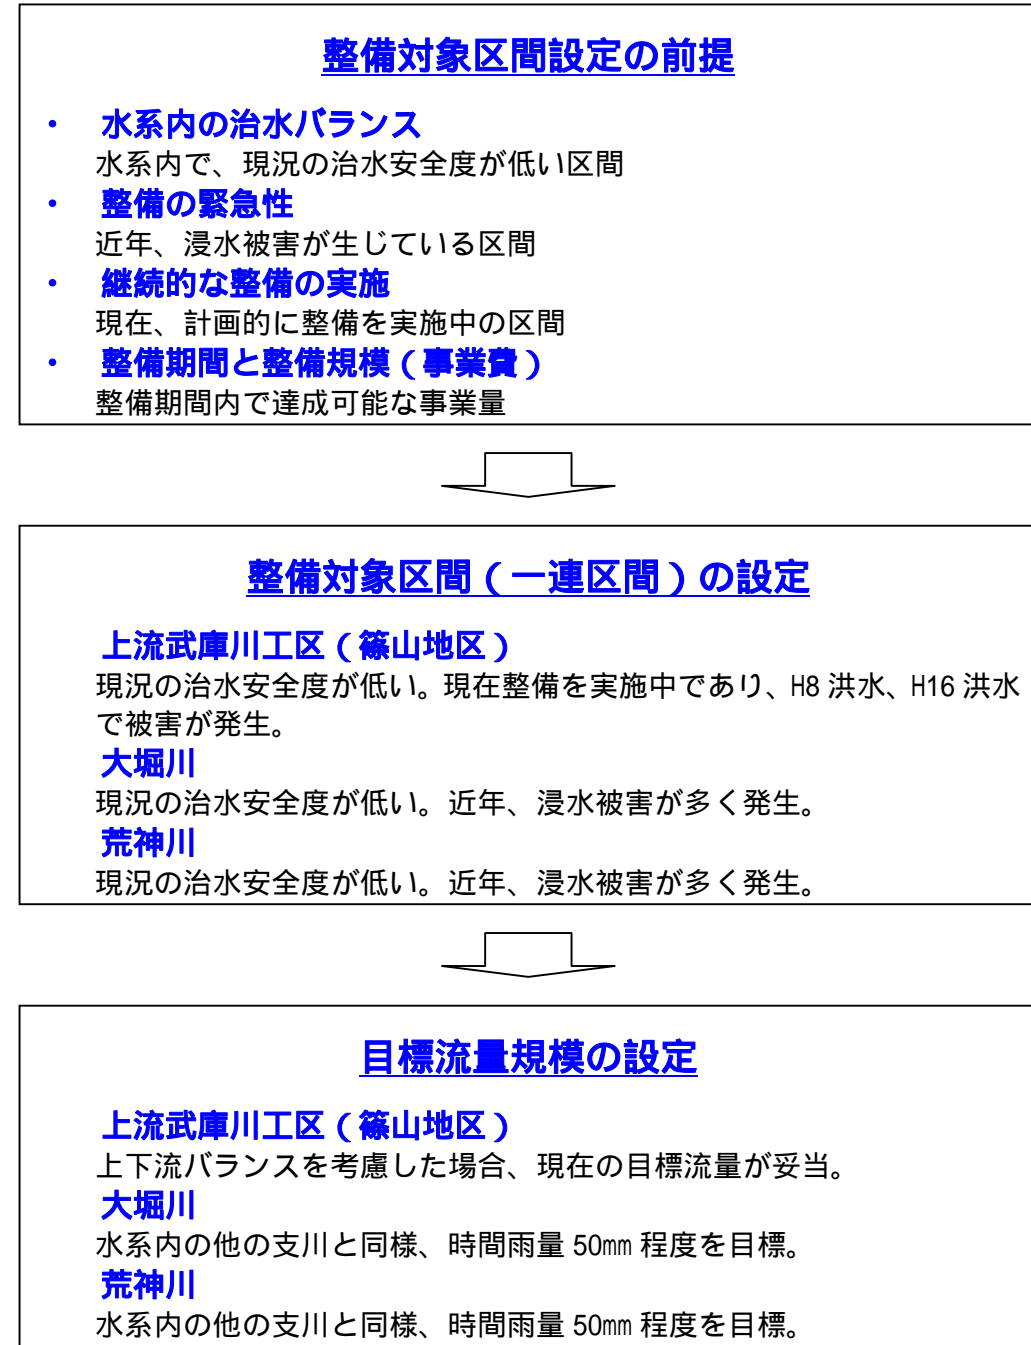 整備対象区間設定の前提
・ 水系内の治水バランス
水系内で、現況の治水安全度が低い区間
・ 整備の緊急性
近年、浸水被害が生じている区間
・ 継続的な整備の実施
現在、計画的に整備を実施中の区間
・ 整備期間と整備規模(事業費)
整備期間内で達成可能な事業量
整備対象区間(一連区間)の設定
上流武庫川工区(篠山地区)
現況の治水安全度が低い。現在整備を実施中であり、H8 洪水、H16 洪水
で被害が発生。
大堀川
現況の治水安全度が低い。近年、浸水被害が多く発生。
荒神川
現況の治水安全度が低い。近年、浸水被害が多く発生。
目標流量規模の設定
上流武庫川工区(篠山地区)
上下流バランスを考慮した場合、現在の目標流量が妥当。
大堀川
水系内の他の支川と同様、時間雨量 50㎜ 程度を目標。
荒神川
水系内の他の支川と同様、時間雨量 50㎜ 程度を目標。